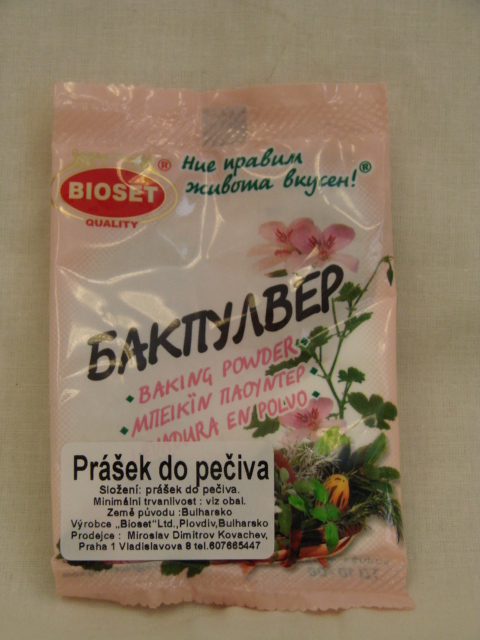 BIOSET®
QUALITY
Ние правим
живота вкусен!®
БАКПУЛВЕР
BAKING POWDER
ΜΠΕΙΚΪΝ ΠΑΟΥΝΤΕΡ
EN POLVO
Prášek do pečiva
Složení: prášek do pečiva.
Minimální trvanlivost : viz obal.
Země původu :Bulharsko
Výrobce „Bioset“Ltd.,Plovdiv,Bulharsko
Prodejce : Miroslav Dimitrov Kovachev,
Praha 1 Vladislavova 8 tel.607665447